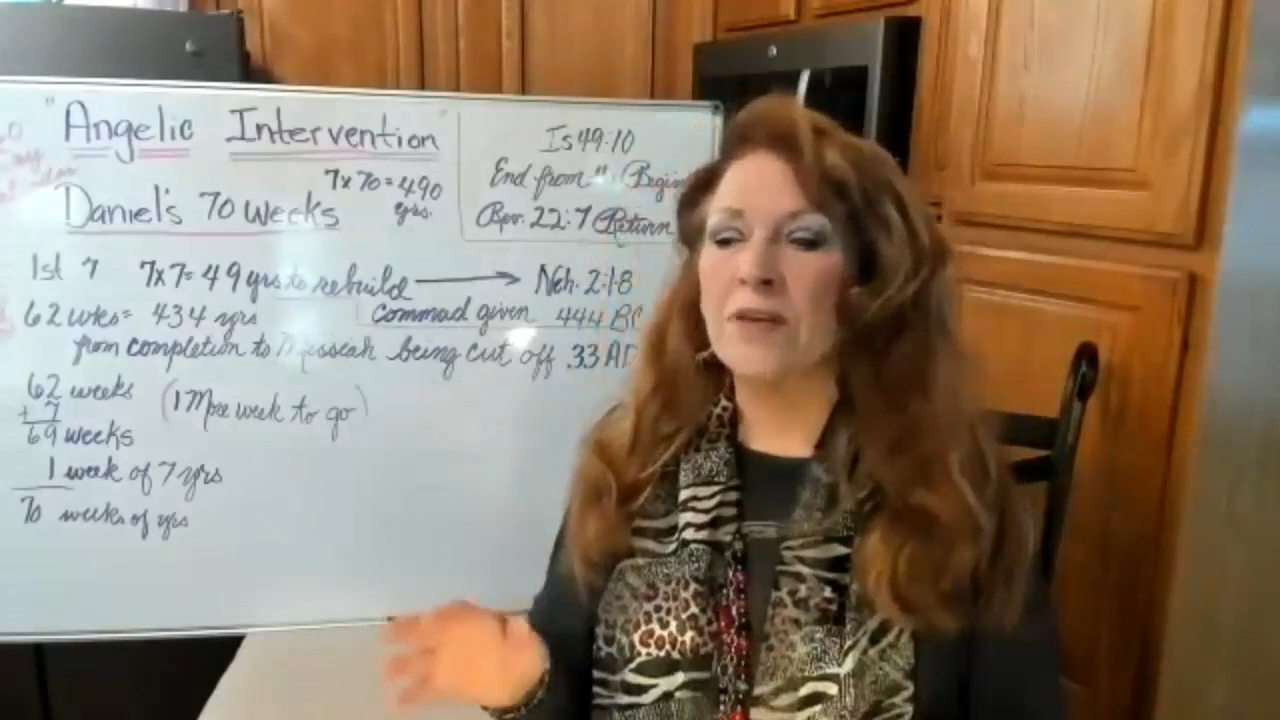 "Angelic Intervention"
7x70=490
yrs.
Daniel's 70 weeks
Is 49:10
End from " (Begin
Rev. 22:7 (Return
1st 7 7x7=49 yrs to rebuild → Neh. 2:1-8
62 wks= 434 yrs
Commad given 444 BC
from completion to Messeah being cut off 33 AD
62 weeks
+ 7
69 weeks
(1 More week to go)
1 week of 7 yrs
70 weeks of yrs